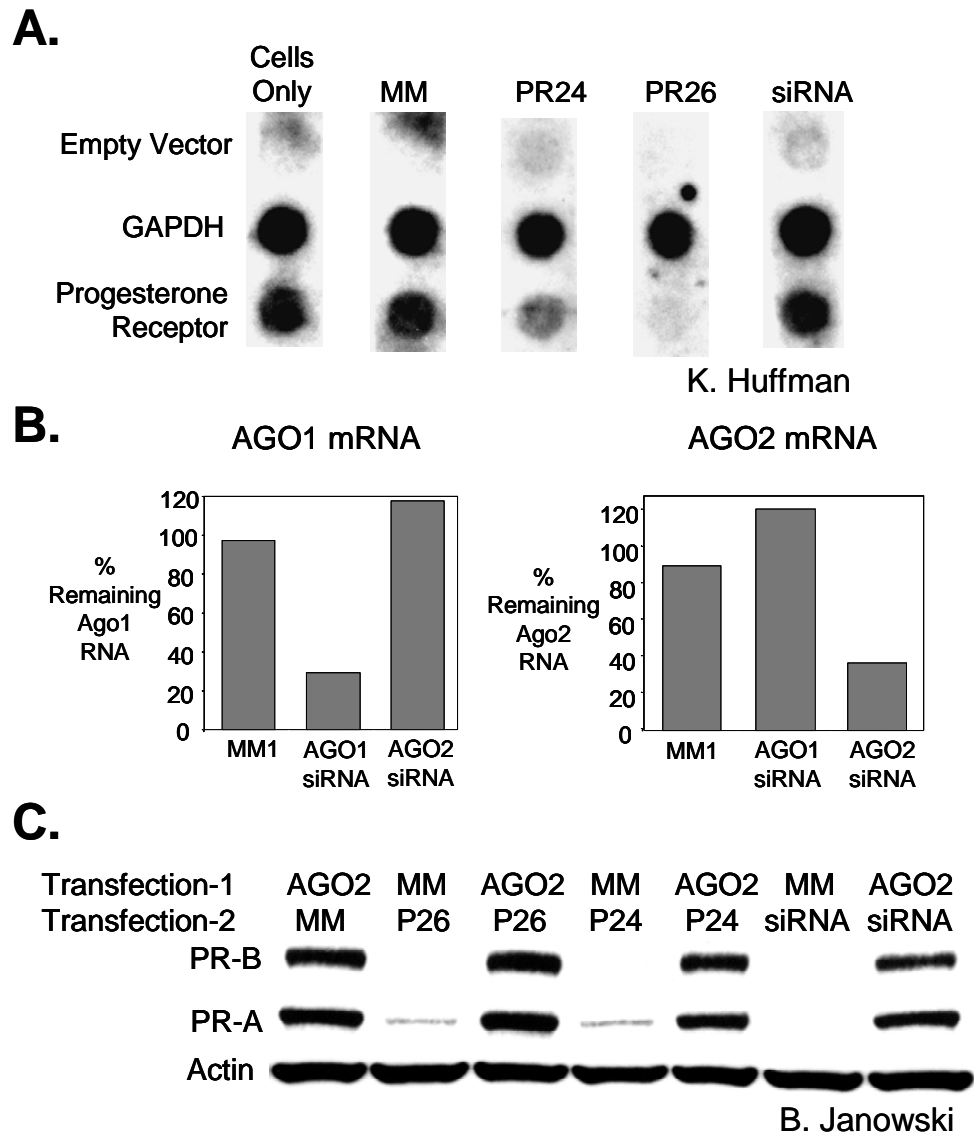 A.
Cells
Only MM PR24 PR26 siRNA
Empty Vector
GAPDH
Progesterone
Receptor
K. Huffman
B.
AGO1 mRNA
120
100
80
60
40
20
0
%
Remaining
Ago1
RNA
MM1 AGO1 AGO2
siRNA siRNA
AGO2 mRNA
120
100
80
60
40
20
0
%
Remaining
Ago2
RNA
MM1 AGO1 AGO2
siRNA siRNA
C.
Transfection-1 AGO2 MM AGO2 MM AGO2 MM AGO2
Transfection-2 MM P26 P26 P24 P24 siRNA siRNA
PR-B
PR-A
Actin
B. Janowski